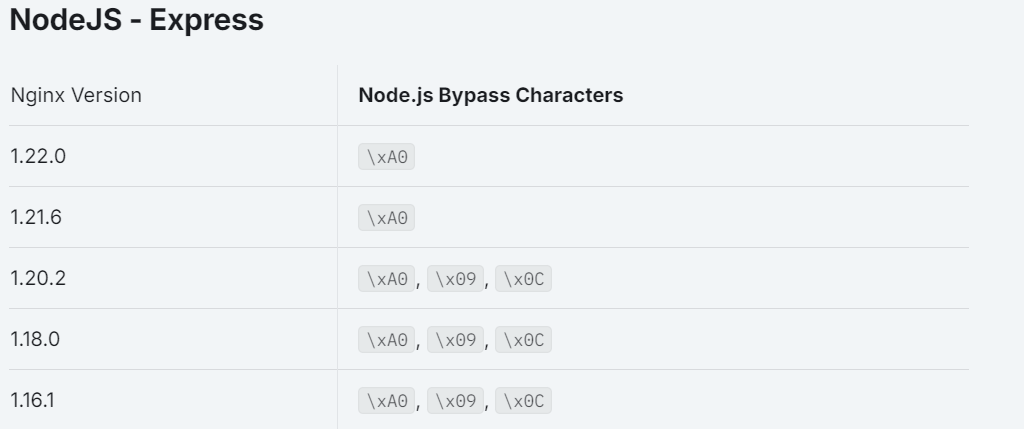 NodeJS - Express
Nginx Version Node.js Bypass Characters
1.22.0 \xA0
1.21.6 \xA0
1.20.2 \xA0, \x09, \x0C
1.18.0 \xA0, \x09, \x0C
1.16.1 \xA0, \x09, \x0C